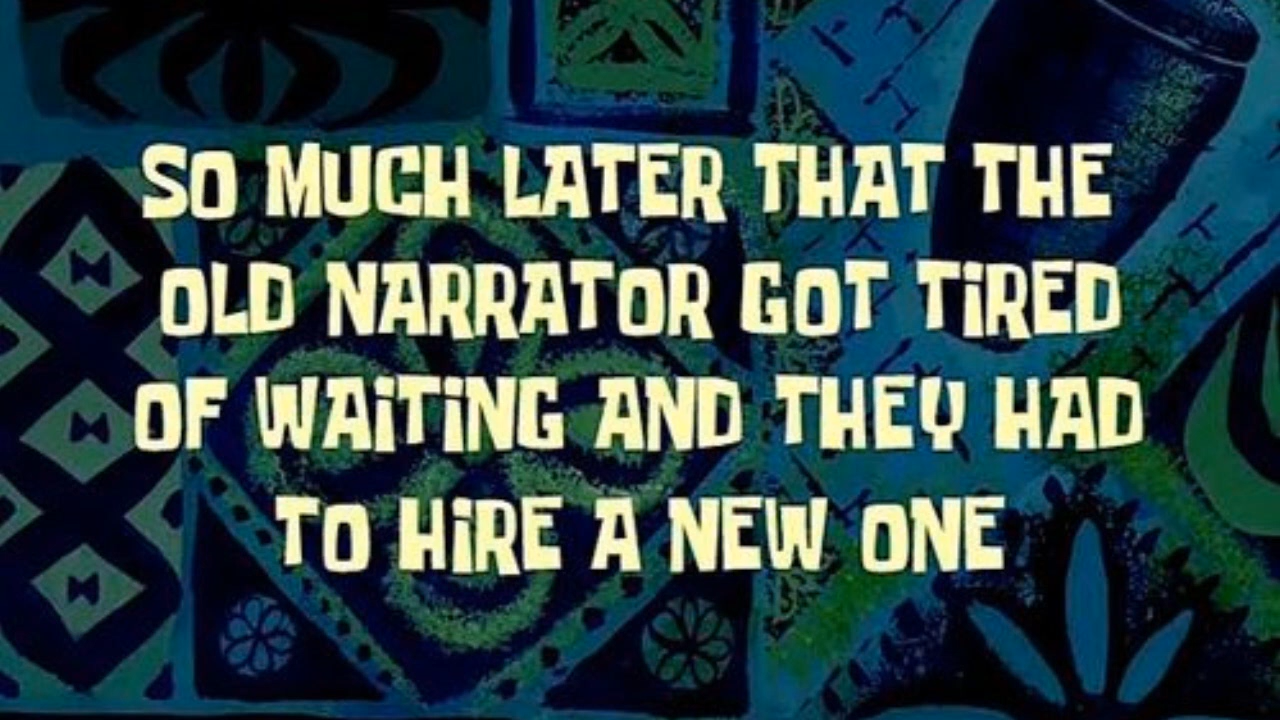 SO MUCH LATER THAT THE
OLD NARRATOR GOT TiRED
OF WAiTiNG AND THEY HAD
TO HiRE A NEW ONE